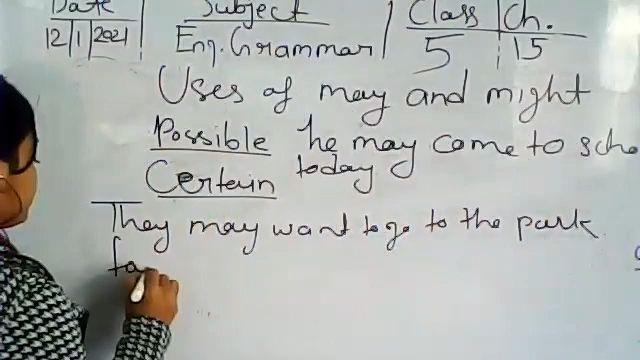 Date Subject Class Ch.
12 1 2021 Eng. Grammar 5 15
Uses of may and might
Possible he may come to scho
Certain today
They may want to go to the park
fa